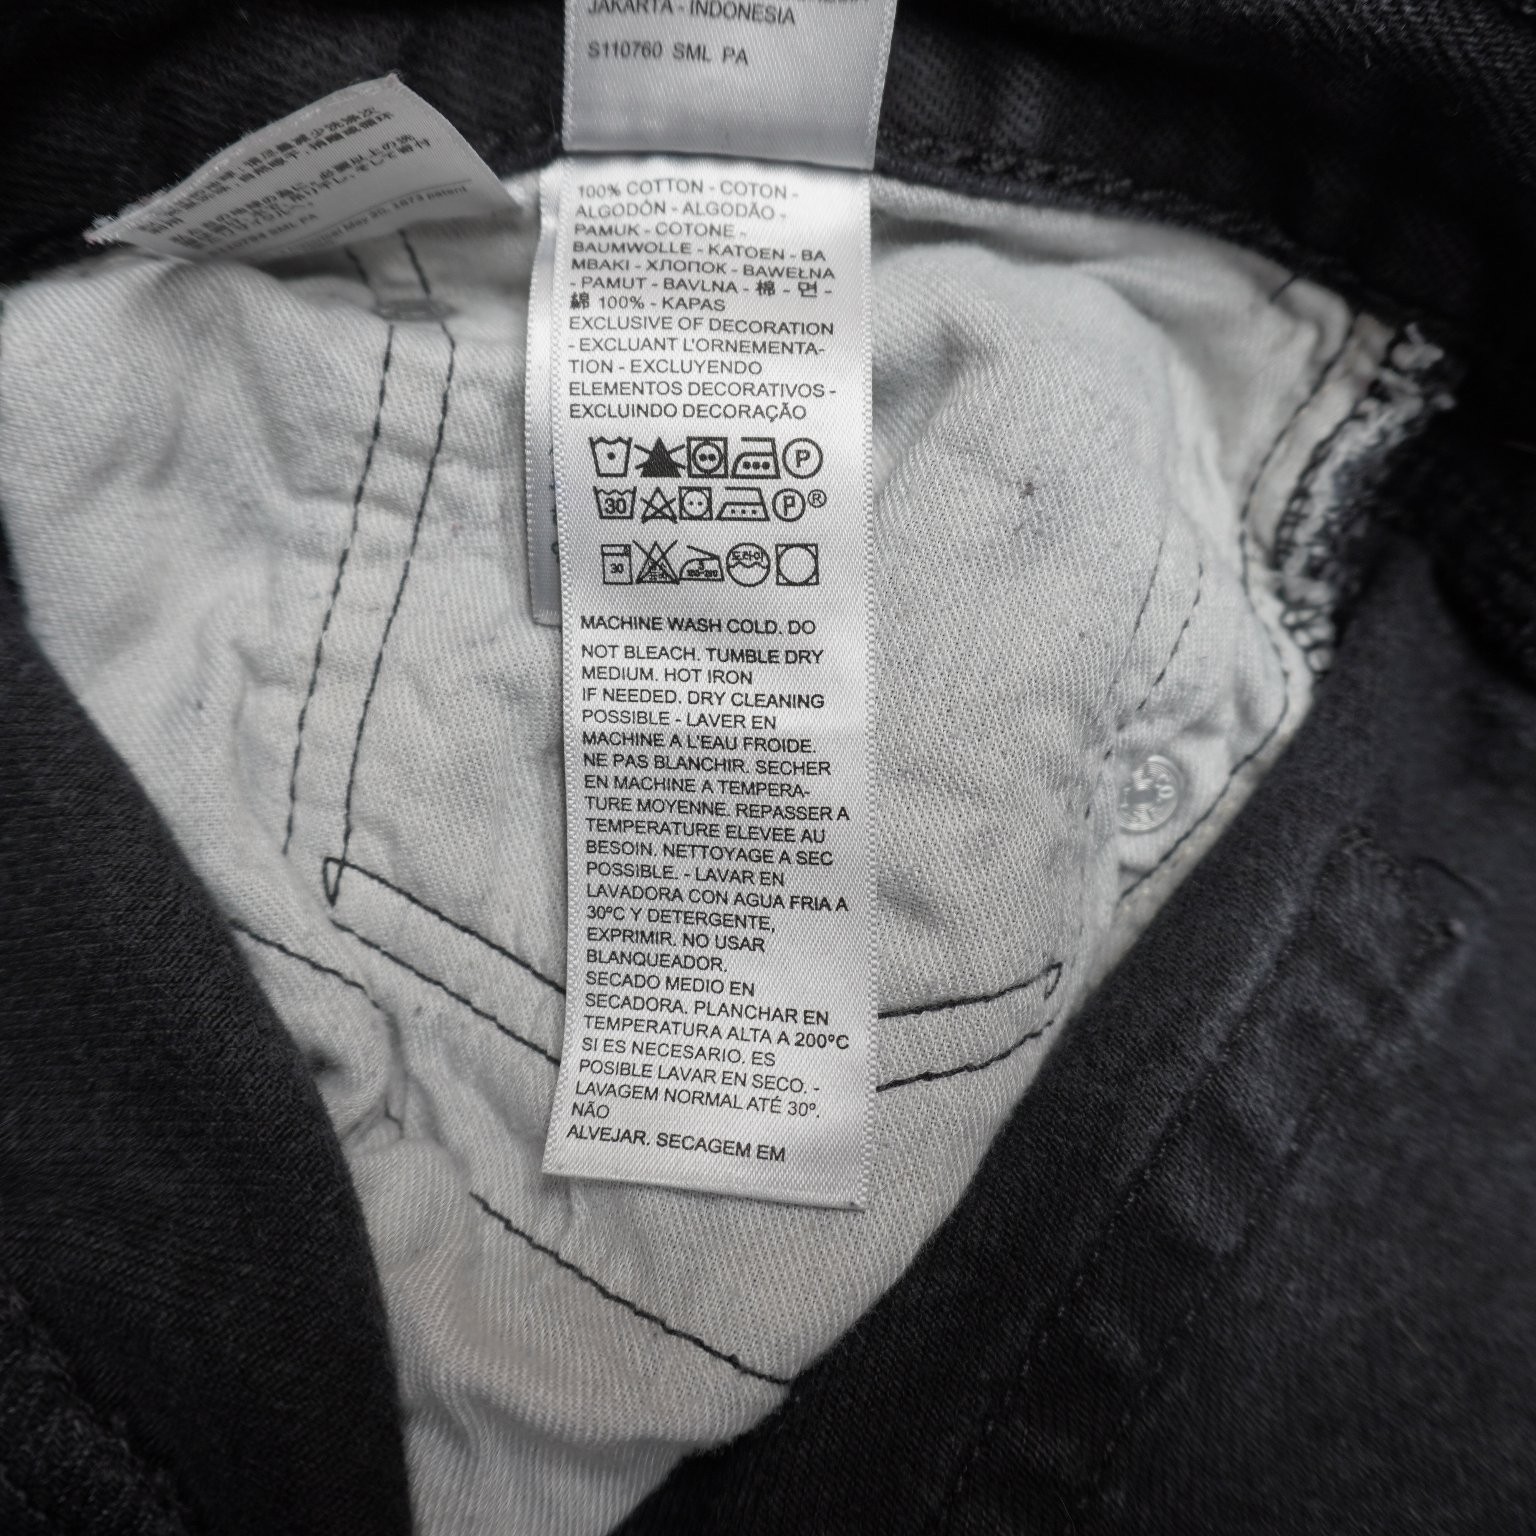 JAKARTA - INDONESIA
S110760 SML PA
100% COTTON - COTON -
ALGODÓN - ALGODÃO -
PAMUK - COTONE -
BAUMWOLLE - KATOEN - BA
MBAKI - ХЛОПОК - BAWEŁNA
- PAMUT - BAVLNA - 棉 - 면 -
綿 100% - KAPAS
EXCLUSIVE OF DECORATION
- EXCLUANT L'ORNEMENTA-
TION - EXCLUYENDO
ELEMENTOS DECORATIVOS -
EXCLUINDO DECORAÇÃO
P
30 P ®
30 드라이
MACHINE WASH COLD. DO
NOT BLEACH. TUMBLE DRY
MEDIUM. HOT IRON
IF NEEDED. DRY CLEANING
POSSIBLE - LAVER EN
MACHINE A L'EAU FROIDE.
NE PAS BLANCHIR. SECHER
EN MACHINE A TEMPERA-
TURE MOYENNE. REPASSER A
TEMPERATURE ELEVEE AU
BESOIN. NETTOYAGE A SEC
POSSIBLE. - LAVAR EN
LAVADORA CON AGUA FRIA A
30ºC Y DETERGENTE,
EXPRIMIR. NO USAR
BLANQUEADOR.
SECADO MEDIO EN
SECADORA. PLANCHAR EN
TEMPERATURA ALTA A 200ºC
SI ES NECESARIO. ES
POSIBLE LAVAR EN SECO. -
LAVAGEM NORMAL ATÉ 30º.
NÃO
ALVEJAR. SECAGEM EM